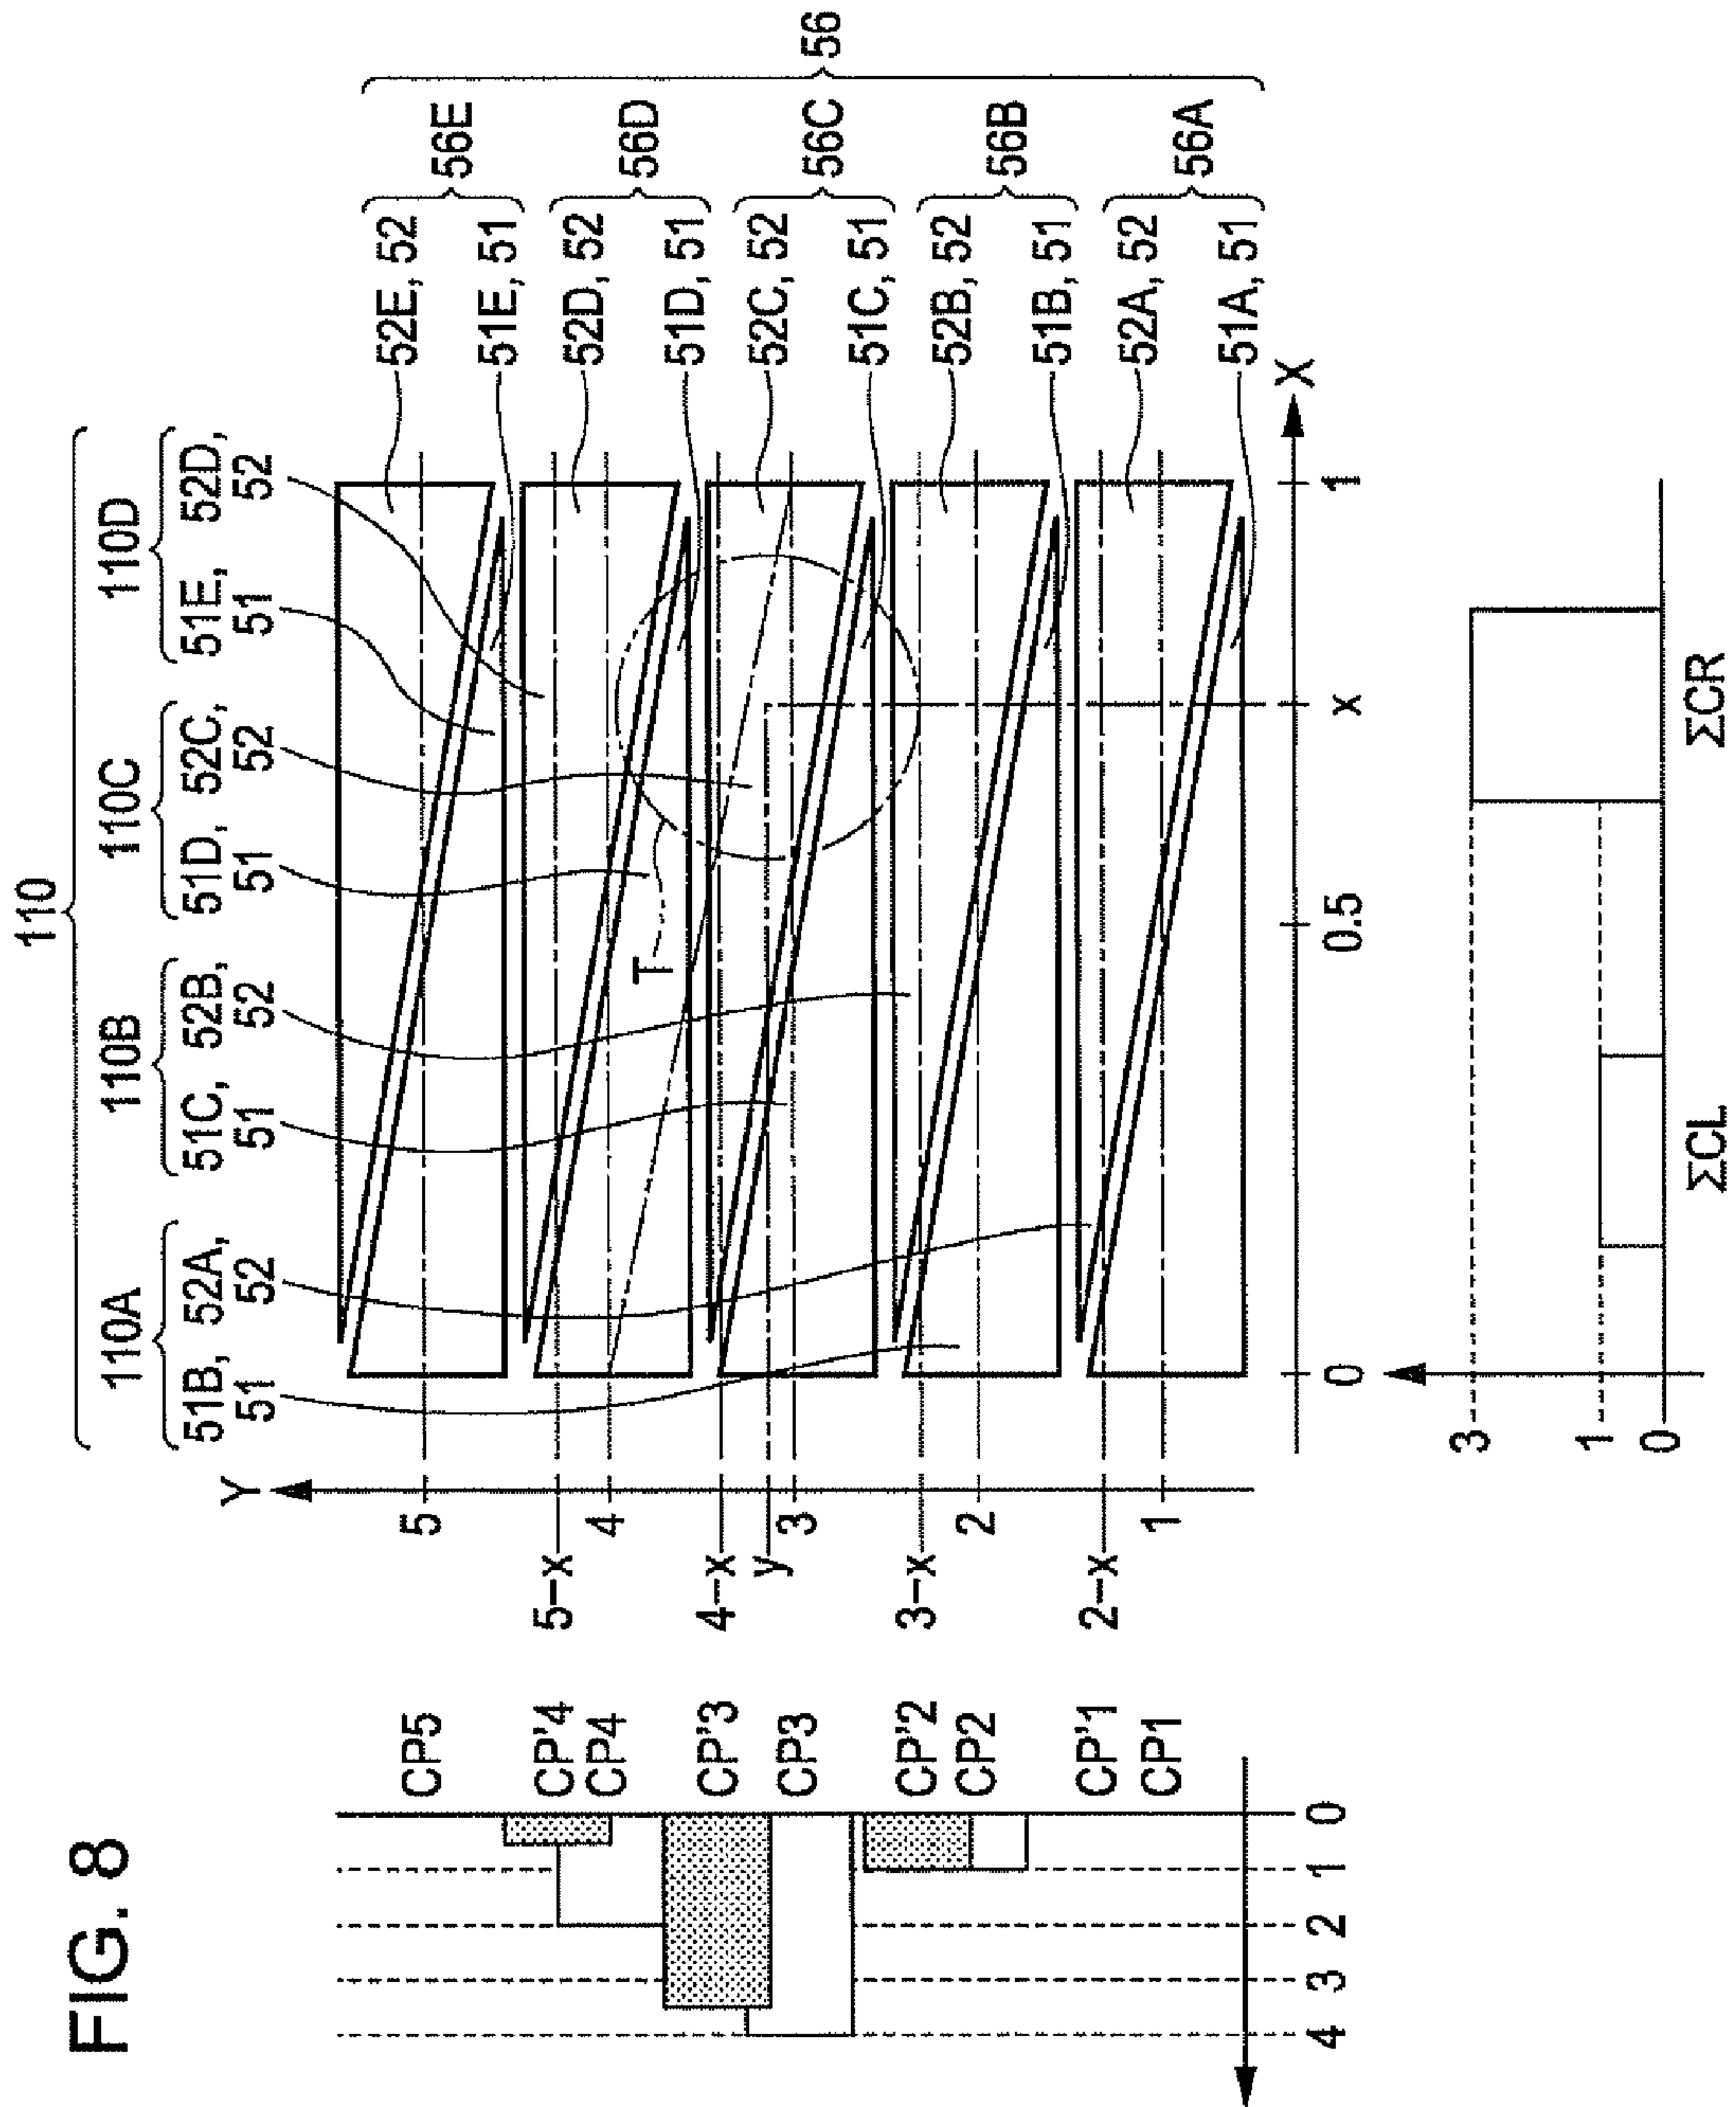 FIG. 8
110
110A
110B
110C
110D
51B, 52A,
51 52
51C, 52B,
51 52
51D, 52C,
51 52
51E, 52D,
51 52
Y
5
5-x
4
4-x
y
3
3-x
2
2-x
1
T
52E, 52
51E, 51
56E
52D, 52
51D, 51
56D
52C, 52
51C, 51
56C
52B, 52
51B, 51
56B
52A, 52
51A, 51
56A
56
0
0.5
x
1
X
CP5
CP'4
CP4
CP'3
CP3
CP'2
CP2
CP'1
CP1
4 3 2 1 0
3
1
0
ΣCL
ΣCR